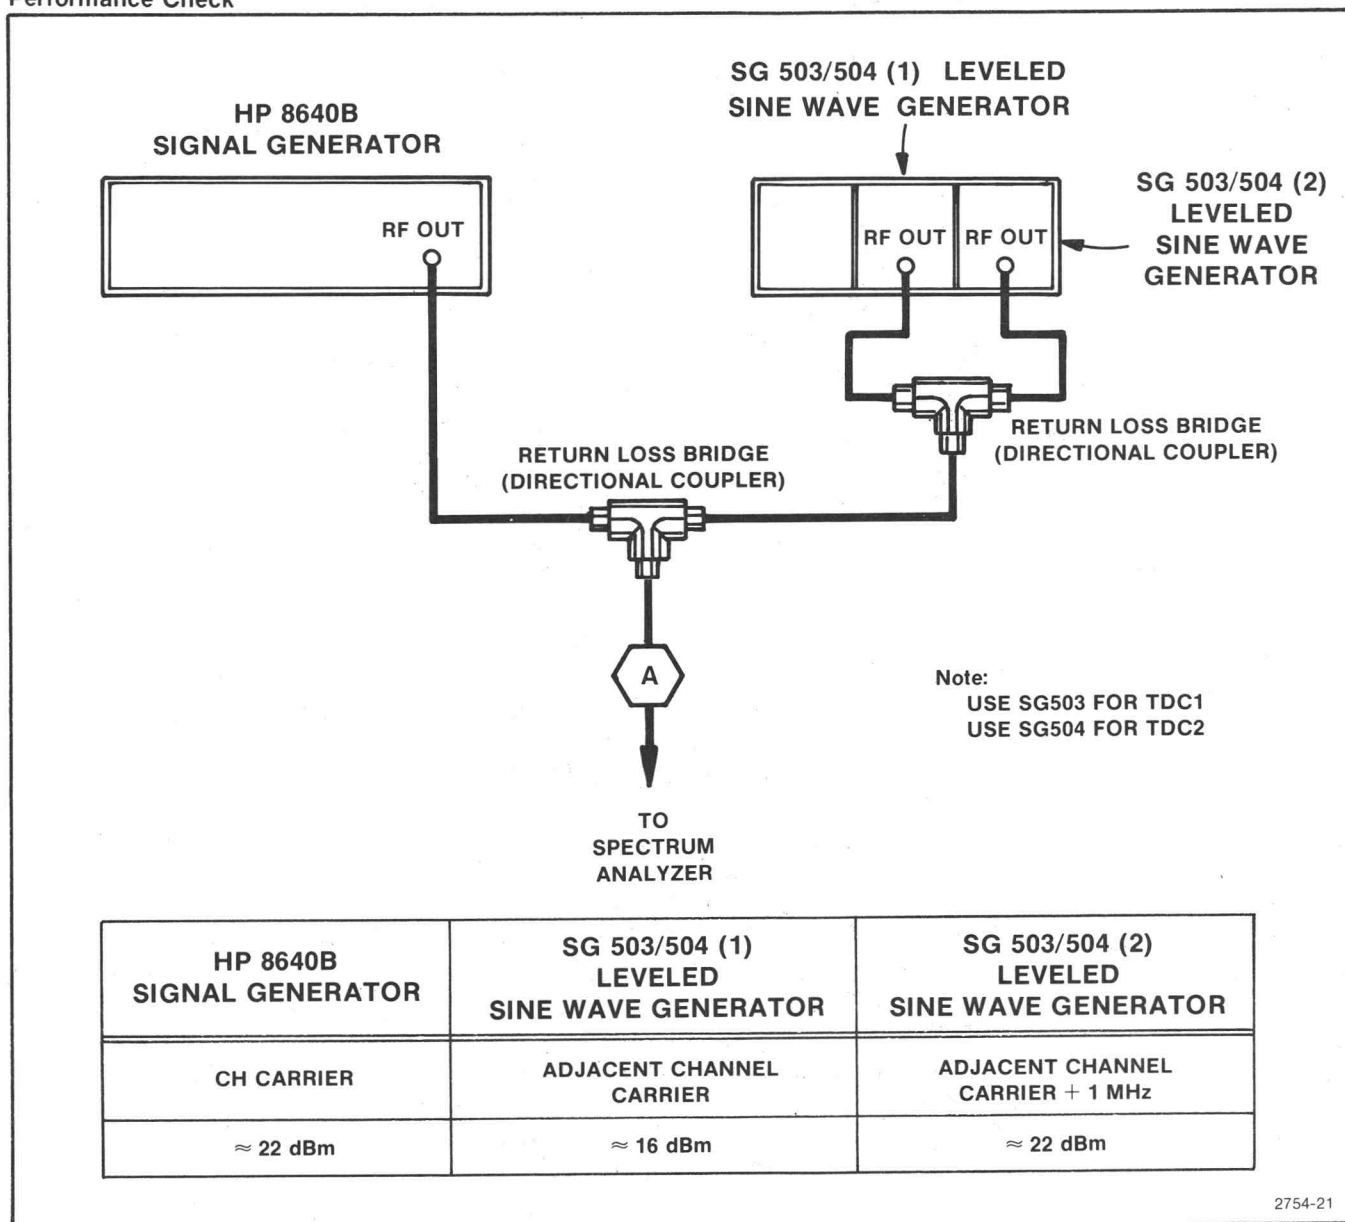 Performance Check
SG 503/504 (1) LEVELED
SINE WAVE GENERATOR
HP 8640B
SIGNAL GENERATOR
SG 503/504 (2)
LEVELED
SINE WAVE
GENERATOR
RF OUT
RF OUT
RF OUT
RETURN LOSS BRIDGE
(DIRECTIONAL COUPLER)
RETURN LOSS BRIDGE
(DIRECTIONAL COUPLER)
A
Note:
USE SG503 FOR TDC1
USE SG504 FOR TDC2
TO
SPECTRUM
ANALYZER
HP 8640B
SIGNAL GENERATOR
SG 503/504 (1)
LEVELED
SINE WAVE GENERATOR
SG 503/504 (2)
LEVELED
SINE WAVE GENERATOR
CH CARRIER
ADJACENT CHANNEL
CARRIER
ADJACENT CHANNEL
CARRIER + 1 MHz
≈ 22 dBm
≈ 16 dBm
≈ 22 dBm
2754-21